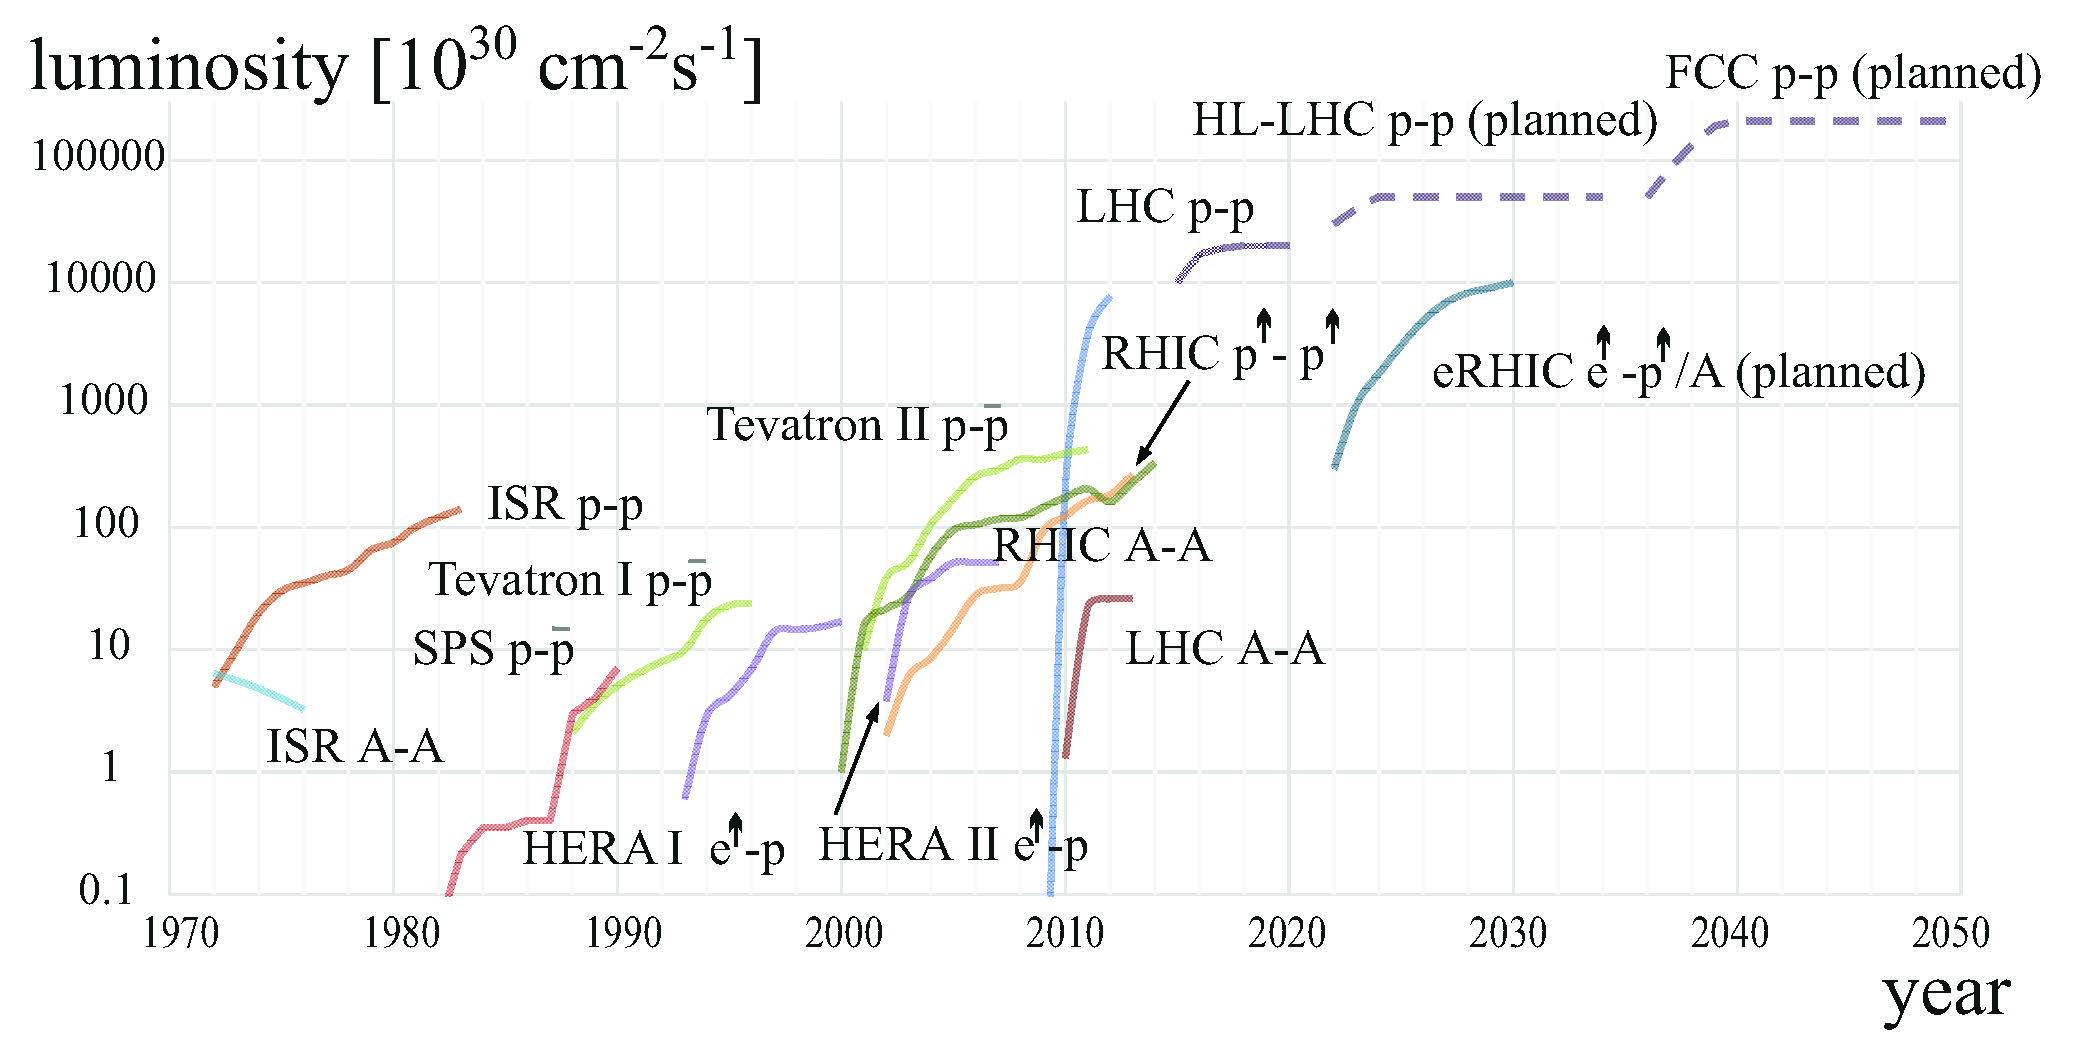 luminosity [10³⁰ cm⁻²s⁻¹]
FCC p-p (planned)
HL-LHC p-p (planned)
100000
LHC p-p
10000
RHIC p↑- p↑
eRHIC e↑-p↑/A (planned)
1000
Tevatron II p-p̄
ISR p-p
100
RHIC A-A
Tevatron I p-p̄
SPS p-p̄
10
LHC A-A
ISR A-A
1
HERA I e↑-p
HERA II e↑-p
0.1
1970 1980 1990 2000 2010 2020 2030 2040 2050
year